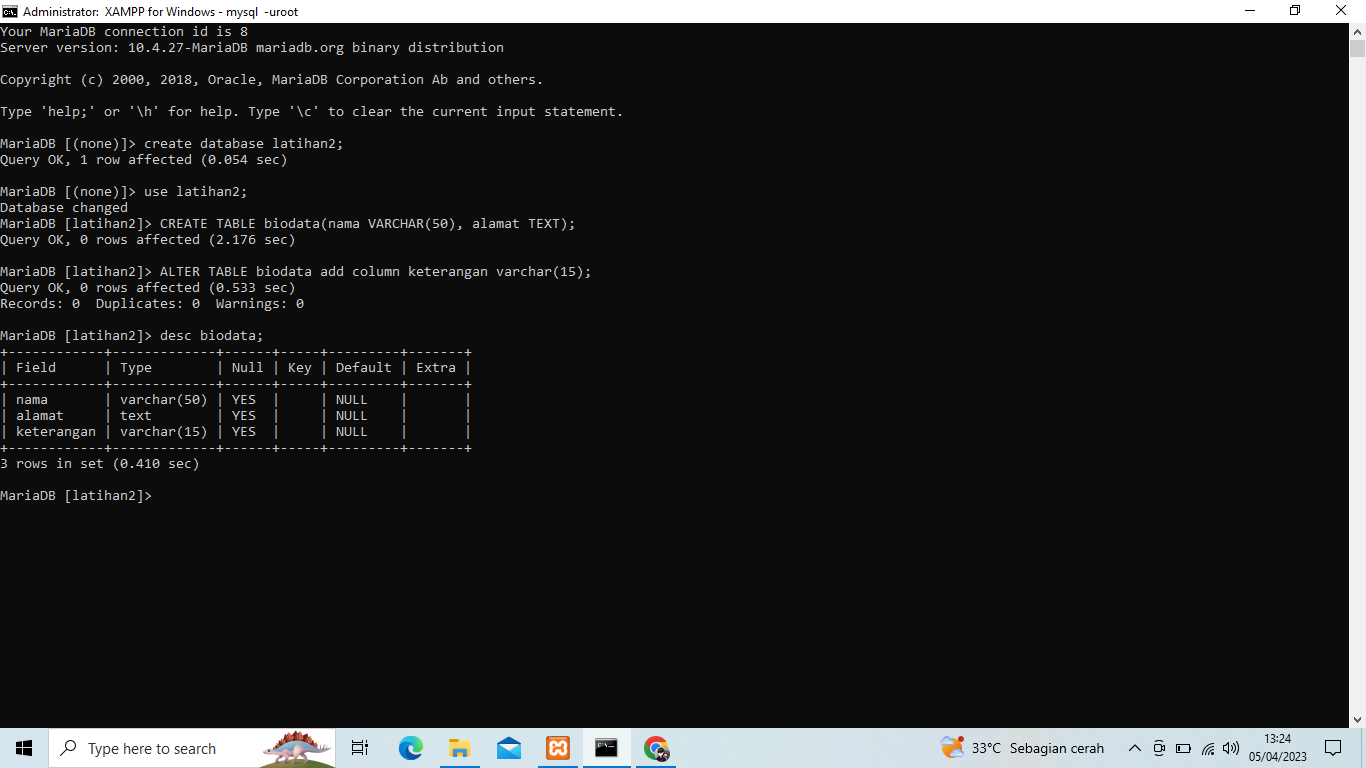 Administrator:  XAMPP for Windows - mysql  -uroot
Your MariaDB connection id is 8
Server version: 10.4.27-MariaDB mariadb.org binary distribution
Copyright (c) 2000, 2018, Oracle, MariaDB Corporation Ab and others.
Type 'help;' or '\h' for help. Type '\c' to clear the current input statement.
MariaDB [(none)]> create database latihan2;
Query OK, 1 row affected (0.054 sec)
MariaDB [(none)]> use latihan2;
Database changed
MariaDB [latihan2]> CREATE TABLE biodata(nama VARCHAR(50), alamat TEXT);
Query OK, 0 rows affected (2.176 sec)
MariaDB [latihan2]> ALTER TABLE biodata add column keterangan varchar(15);
Query OK, 0 rows affected (0.533 sec)
Records: 0  Duplicates: 0  Warnings: 0
MariaDB [latihan2]> desc biodata;
+------------+-------------+------+-----+---------+-------+
| Field      | Type        | Null | Key | Default | Extra |
+------------+-------------+------+-----+---------+-------+
| nama       | varchar(50) | YES  |     | NULL    |       |
| alamat     | text        | YES  |     | NULL    |       |
| keterangan | varchar(15) | YES  |     | NULL    |       |
+------------+-------------+------+-----+---------+-------+
3 rows in set (0.410 sec)
MariaDB [latihan2]>
Type here to search
33°C  Sebagian cerah
13:24
05/04/2023